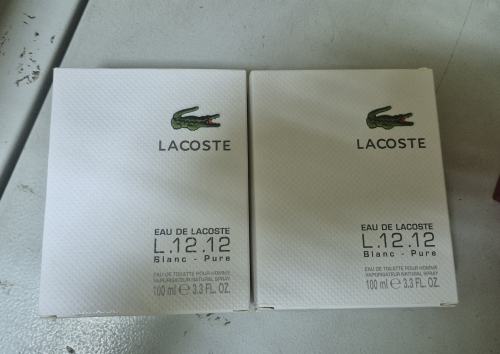 LACOSTE
EAU DE LACOSTE
L.12.12
Blanc - Pure
EAU DE TOILETTE POUR HOMME
VAPORISATEUR NATURAL SPRAY
100 ml ℮ 3.3 FL. OZ.
LACOSTE
EAU DE LACOSTE
L.12.12
Blanc - Pure
EAU DE TOILETTE POUR HOMME
VAPORISATEUR NATURAL SPRAY
100 ml ℮ 3.3 FL. OZ.